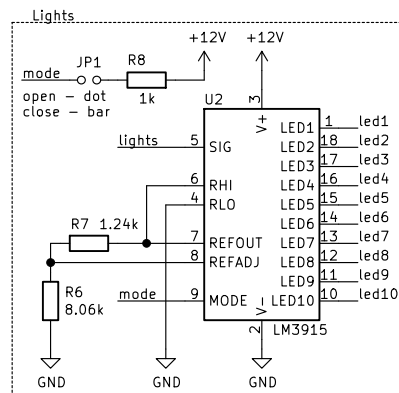 Lights
+12V +12V
JP1 R8
mode
open – dot
close – bar
1k
U2
3
V+
lights 5 SIG
6 RHI
4 RLO
R7 1.24k
7 REFOUT
8 REFADJ
R6
8.06k
mode 9 MODE
LED1 1 led1
LED2 18 led2
LED3 17 led3
LED4 16 led4
LED5 15 led5
LED6 14 led6
LED7 13 led7
LED8 12 led8
LED9 11 led9
LED10 10 led10
V–
2
LM3915
GND GND GND